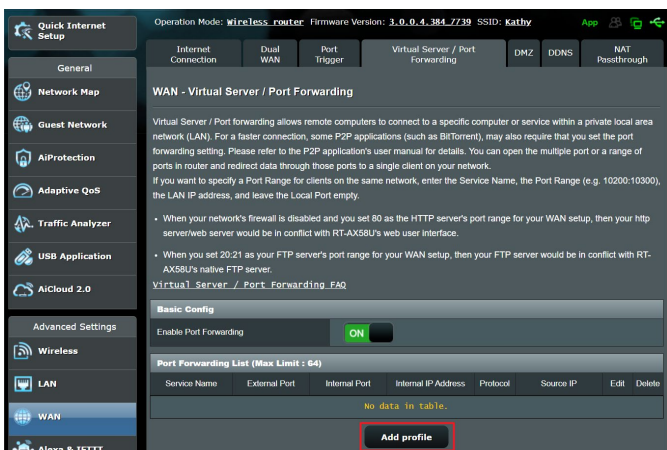 Quick Internet
Setup
Operation Mode: Wireless router Firmware Version: 3.0.0.4.384_7739 SSID: Kathy
App
Internet
Connection
Dual
WAN
Port
Trigger
Virtual Server / Port
Forwarding
DMZ
DDNS
NAT
Passthrough
General
Network Map
Guest Network
AiProtection
Adaptive QoS
Traffic Analyzer
USB Application
AiCloud 2.0
Advanced Settings
Wireless
LAN
WAN
Alexa & IFTTT
WAN - Virtual Server / Port Forwarding
Virtual Server / Port forwarding allows remote computers to connect to a specific computer or service within a private local area
network (LAN). For a faster connection, some P2P applications (such as BitTorrent), may also require that you set the port
forwarding setting. Please refer to the P2P application's user manual for details. You can open the multiple port or a range of
ports in router and redirect data through those ports to a single client on your network.
If you want to specify a Port Range for clients on the same network, enter the Service Name, the Port Range (e.g. 10200:10300),
the LAN IP address, and leave the Local Port empty.
• When your network's firewall is disabled and you set 80 as the HTTP server's port range for your WAN setup, then your http
server/web server would be in conflict with RT-AX58U's web user interface.
• When you set 20:21 as your FTP server's port range for your WAN setup, then your FTP server would be in conflict with RT-
AX58U's native FTP server.
Virtual Server / Port Forwarding FAQ
Basic Config
Enable Port Forwarding ON
Port Forwarding List (Max Limit : 64)
Service Name External Port Internal Port Internal IP Address Protocol Source IP Edit Delete
No data in table.
Add profile